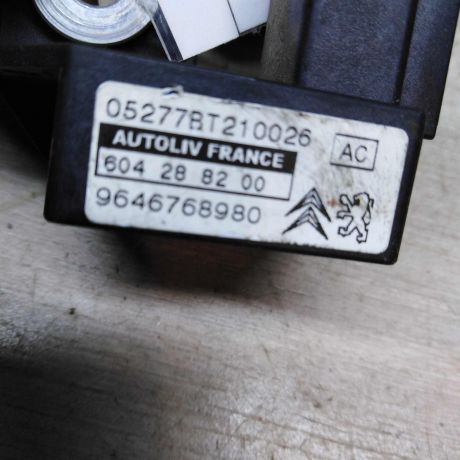 05277BT210026
AUTOLIV FRANCE
AC
604 28 82 00
9646768980